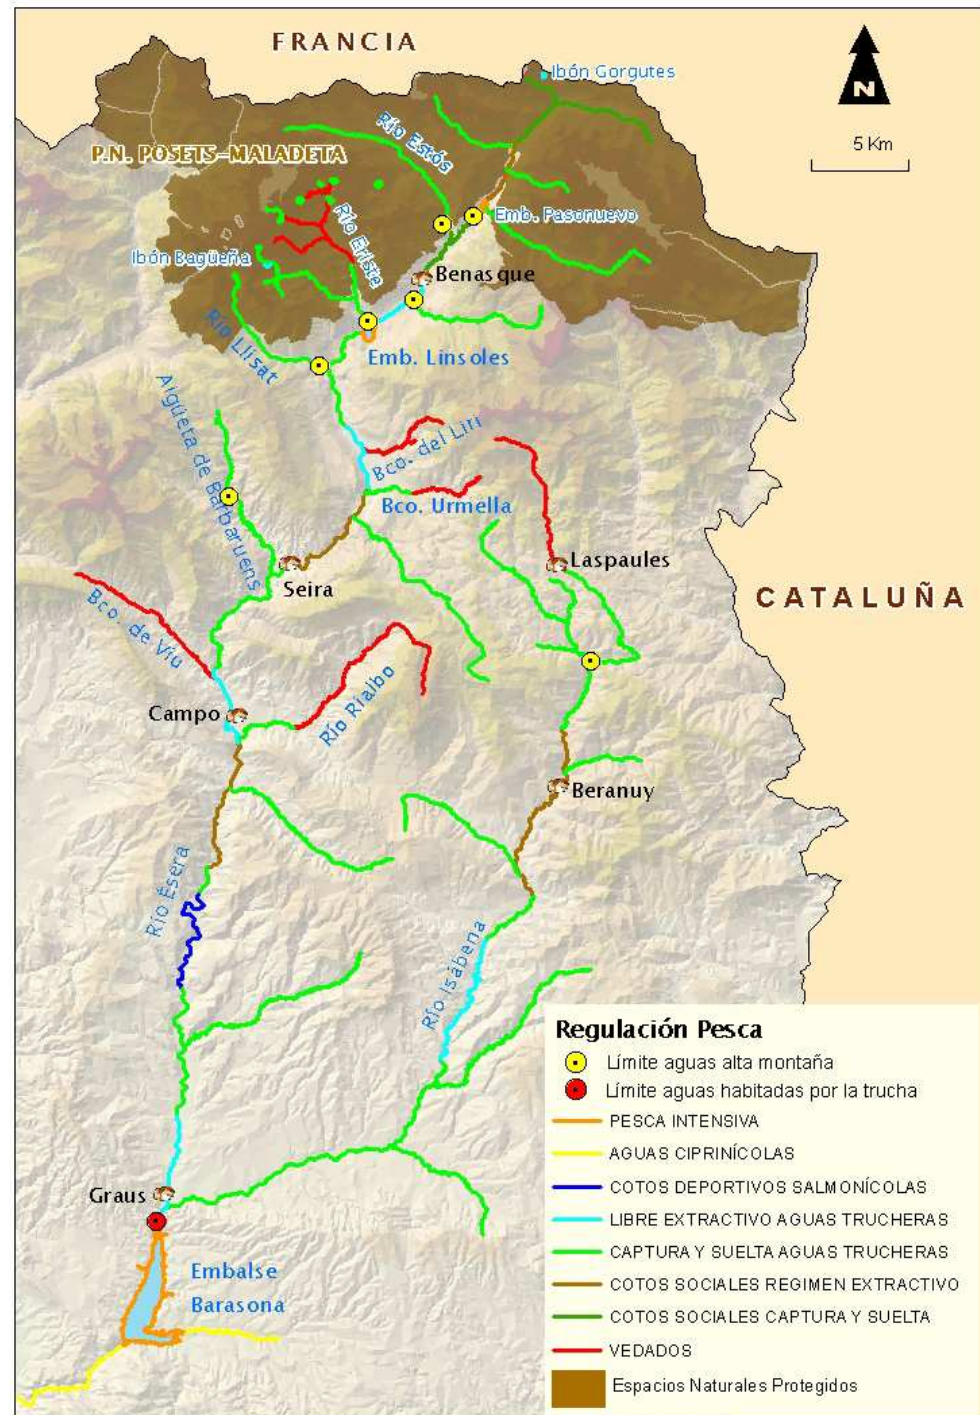 FRANCIA
Ibón Gorgutes
N
5 Km
Río Estós
P.N. POSETS-MALADETA
Río Eriste
Emb. Pasonuevo
Ibón Bagüeña
Benasque
Río Llisat
Emb. Linsoles
Aigüeta de Barbaruens
Bco. del Liri
Bco. Urmella
Laspaules
Seira
CATALUÑA
Bco. de Viu
Río Rialbo
Campo
Beranuy
Río Ésera
Río Isábena
Graus
Embalse
Barasona
Regulación Pesca
Límite aguas alta montaña
Límite aguas habitadas por la trucha
PESCA INTENSIVA
AGUAS CIPRINÍCOLAS
COTOS DEPORTIVOS SALMONÍCOLAS
LIBRE EXTRACTIVO AGUAS TRUCHERAS
CAPTURA Y SUELTA AGUAS TRUCHERAS
COTOS SOCIALES REGIMEN EXTRACTIVO
COTOS SOCIALES CAPTURA Y SUELTA
VEDADOS
Espacios Naturales Protegidos